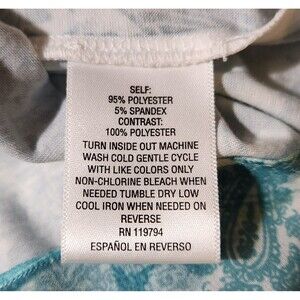 SELF:
95% POLYESTER
5% SPANDEX
CONTRAST:
100% POLYESTER
TURN INSIDE OUT MACHINE
WASH COLD GENTLE CYCLE
WITH LIKE COLORS ONLY
NON-CHLORINE BLEACH WHEN
NEEDED TUMBLE DRY LOW
COOL IRON WHEN NEEDED ON
REVERSE
RN 119794
ESPAÑOL EN REVERSO